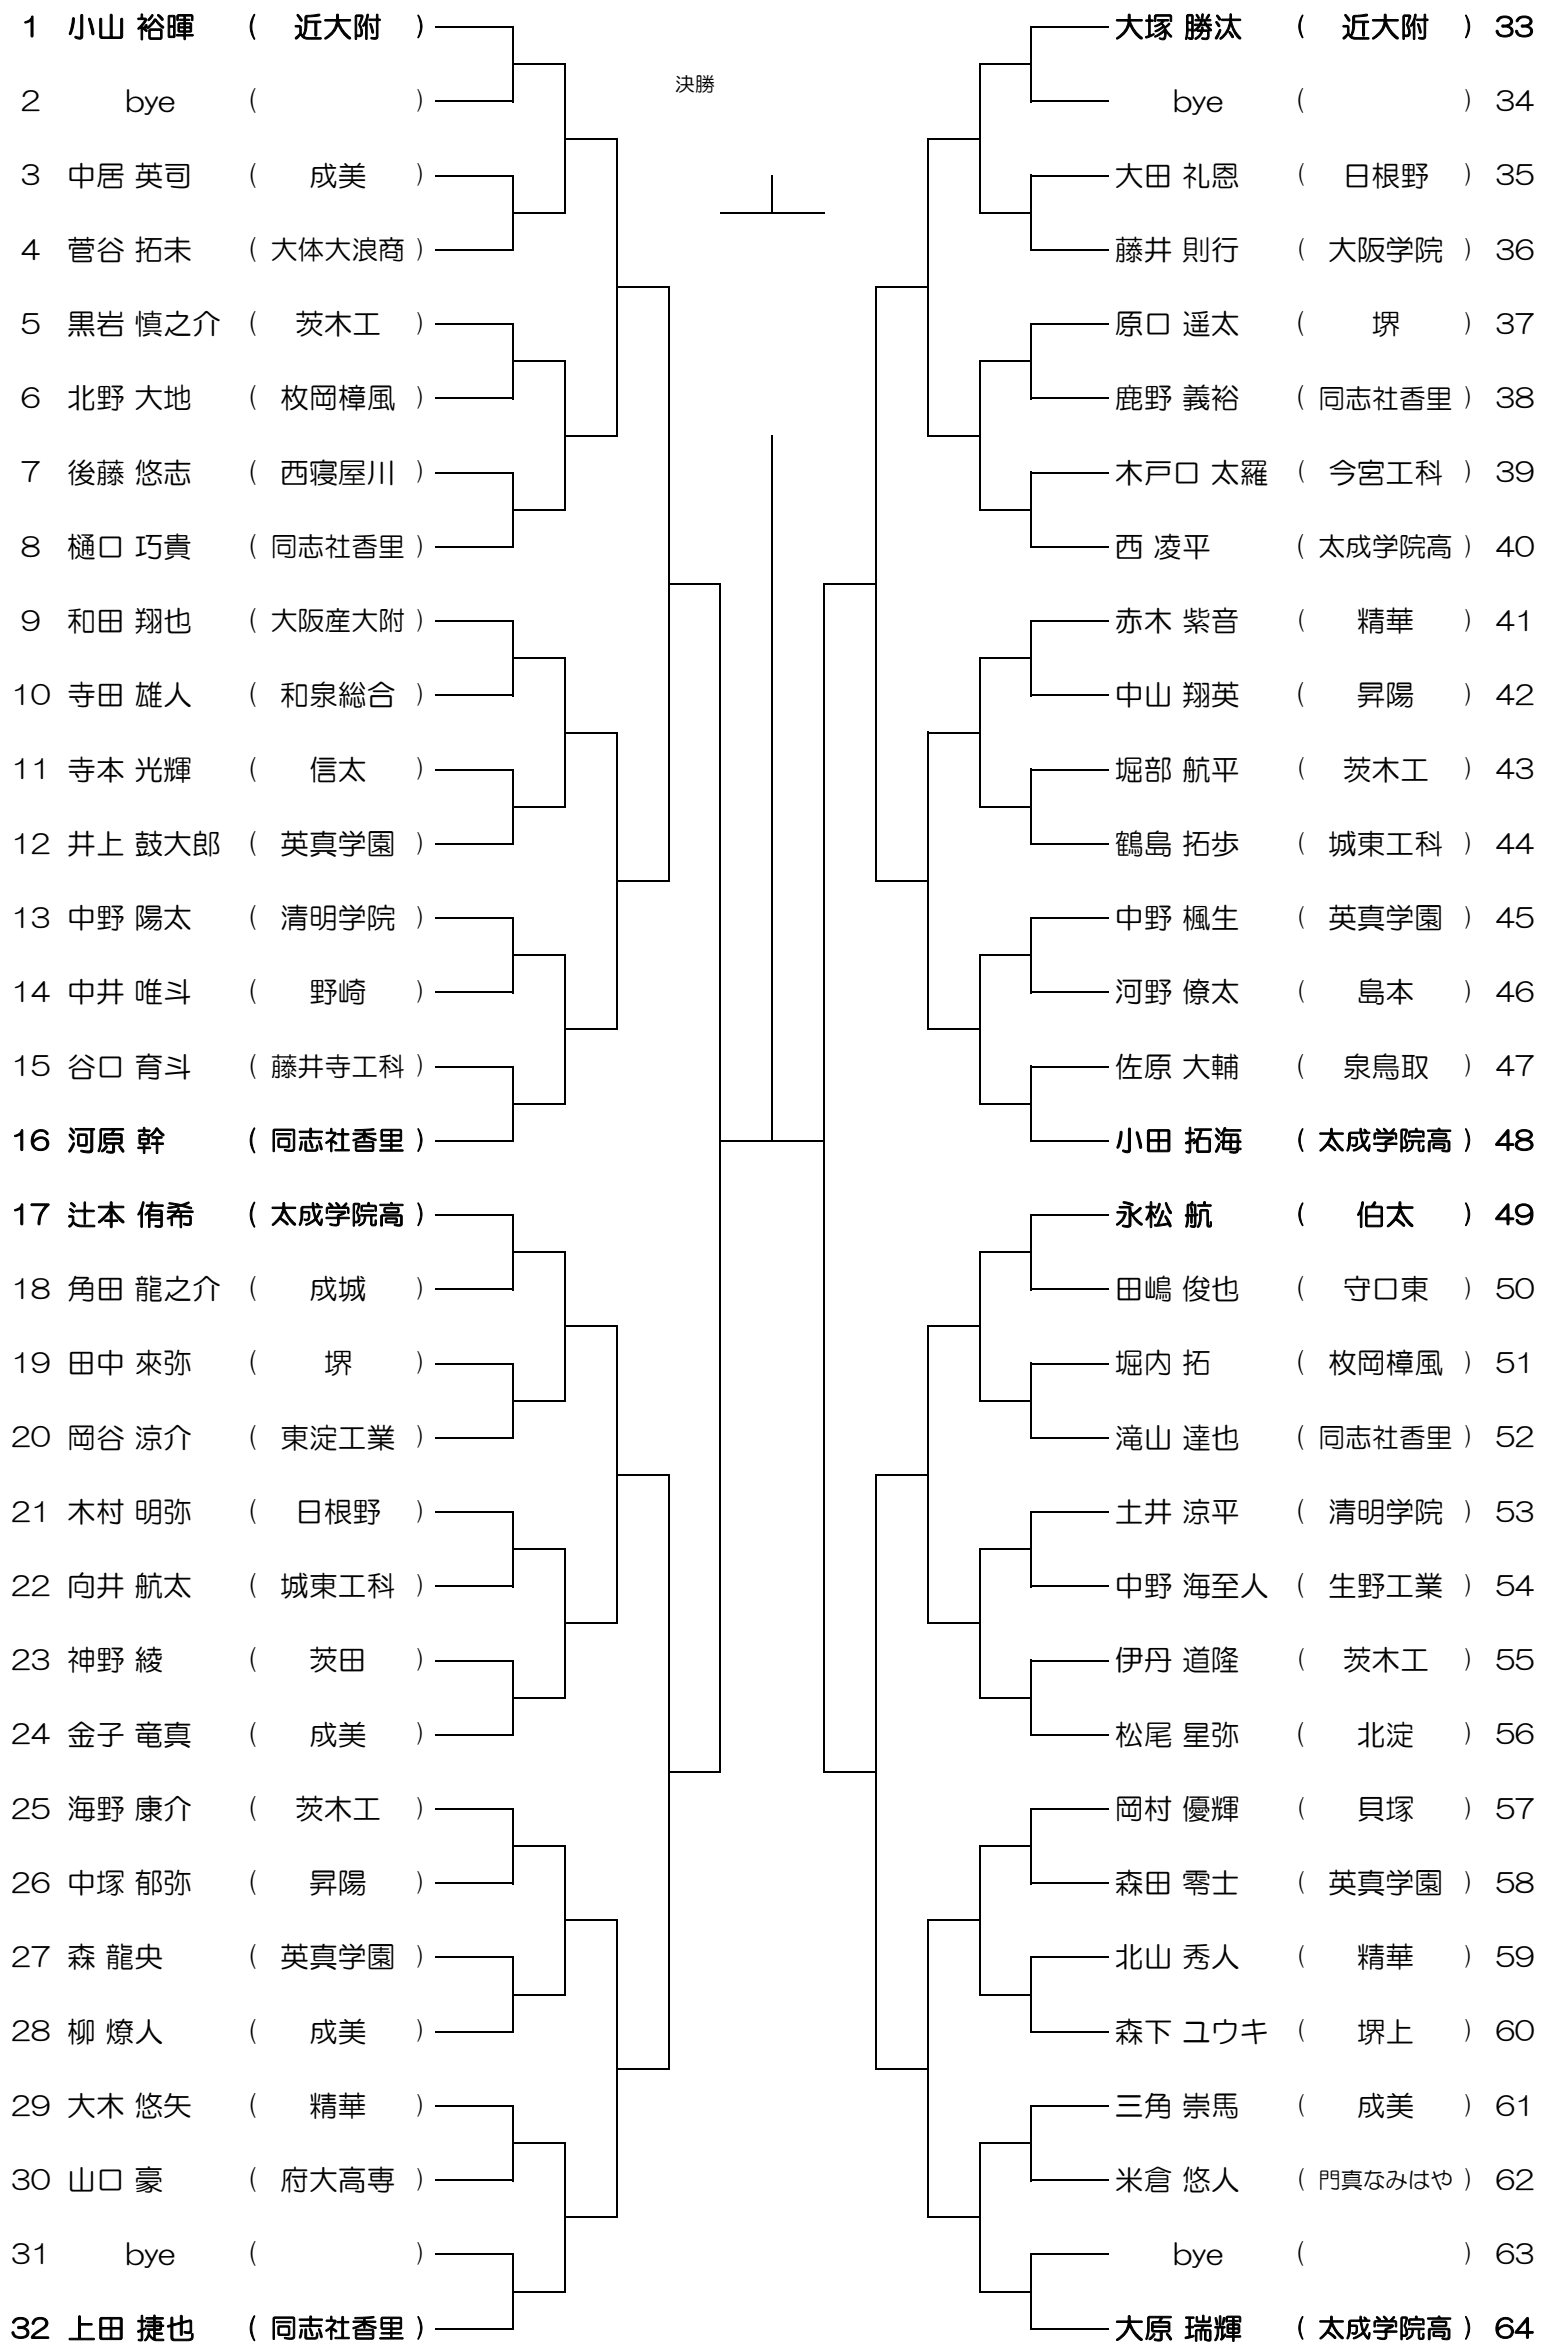 決勝
1 小山 裕暉 ( 近大附 )
2 bye ( )
3 中居 英司 ( 成美 )
4 菅谷 拓未 ( 大体大浪商 )
5 黒岩 慎之介 ( 茨木工 )
6 北野 大地 ( 枚岡樟風 )
7 後藤 悠志 ( 西寝屋川 )
8 樋口 巧貴 ( 同志社香里 )
9 和田 翔也 ( 大阪産大附 )
10 寺田 雄人 ( 和泉総合 )
11 寺本 光輝 ( 信太 )
12 井上 鼓大郎 ( 英真学園 )
13 中野 陽太 ( 清明学院 )
14 中井 唯斗 ( 野崎 )
15 谷口 育斗 ( 藤井寺工科 )
16 河原 幹 ( 同志社香里 )
17 辻本 侑希 ( 太成学院高 )
18 角田 龍之介 ( 成城 )
19 田中 來弥 ( 堺 )
20 岡谷 涼介 ( 東淀工業 )
21 木村 明弥 ( 日根野 )
22 向井 航太 ( 城東工科 )
23 神野 綾 ( 茨田 )
24 金子 竜真 ( 成美 )
25 海野 康介 ( 茨木工 )
26 中塚 郁弥 ( 昇陽 )
27 森 龍央 ( 英真学園 )
28 柳 燎人 ( 成美 )
29 大木 悠矢 ( 精華 )
30 山口 豪 ( 府大高専 )
31 bye ( )
32 上田 捷也 ( 同志社香里 )
大塚 勝汰 ( 近大附 ) 33
bye ( ) 34
大田 礼恩 ( 日根野 ) 35
藤井 則行 ( 大阪学院 ) 36
原口 遥太 ( 堺 ) 37
鹿野 義裕 ( 同志社香里 ) 38
木戸口 太羅 ( 今宮工科 ) 39
西 凌平 ( 太成学院高 ) 40
赤木 紫音 ( 精華 ) 41
中山 翔英 ( 昇陽 ) 42
堀部 航平 ( 茨木工 ) 43
鶴島 拓歩 ( 城東工科 ) 44
中野 楓生 ( 英真学園 ) 45
河野 僚太 ( 島本 ) 46
佐原 大輔 ( 泉鳥取 ) 47
小田 拓海 ( 太成学院高 ) 48
永松 航 ( 伯太 ) 49
田嶋 俊也 ( 守口東 ) 50
堀内 拓 ( 枚岡樟風 ) 51
滝山 達也 ( 同志社香里 ) 52
土井 涼平 ( 清明学院 ) 53
中野 海至人 ( 生野工業 ) 54
伊丹 道隆 ( 茨木工 ) 55
松尾 星弥 ( 北淀 ) 56
岡村 優輝 ( 貝塚 ) 57
森田 零士 ( 英真学園 ) 58
北山 秀人 ( 精華 ) 59
森下 ユウキ ( 堺上 ) 60
三角 崇馬 ( 成美 ) 61
米倉 悠人 ( 門真なみはや ) 62
bye ( ) 63
大原 瑞輝 ( 太成学院高 ) 64